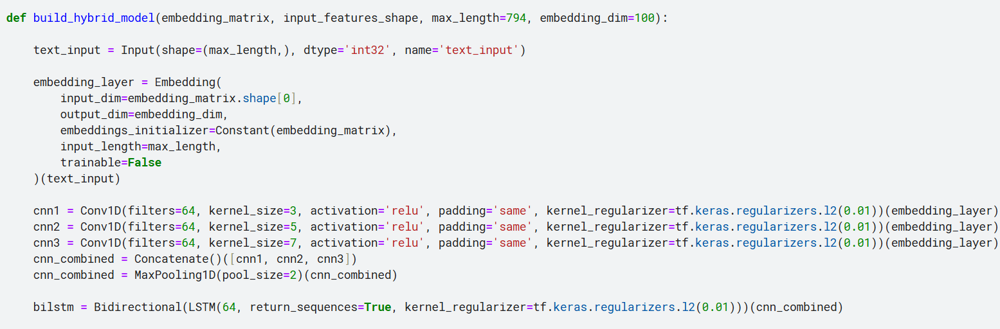 def build_hybrid_model(embedding_matrix, input_features_shape, max_length=794, embedding_dim=100):
    text_input = Input(shape=(max_length,), dtype='int32', name='text_input')
    embedding_layer = Embedding(
        input_dim=embedding_matrix.shape[0],
        output_dim=embedding_dim,
        embeddings_initializer=Constant(embedding_matrix),
        input_length=max_length,
        trainable=False
    )(text_input)
    cnn1 = Conv1D(filters=64, kernel_size=3, activation='relu', padding='same', kernel_regularizer=tf.keras.regularizers.l2(0.01))(embedding_layer)
    cnn2 = Conv1D(filters=64, kernel_size=5, activation='relu', padding='same', kernel_regularizer=tf.keras.regularizers.l2(0.01))(embedding_layer)
    cnn3 = Conv1D(filters=64, kernel_size=7, activation='relu', padding='same', kernel_regularizer=tf.keras.regularizers.l2(0.01))(embedding_layer)
    cnn_combined = Concatenate()([cnn1, cnn2, cnn3])
    cnn_combined = MaxPooling1D(pool_size=2)(cnn_combined)
    bilstm = Bidirectional(LSTM(64, return_sequences=True, kernel_regularizer=tf.keras.regularizers.l2(0.01)))(cnn_combined)